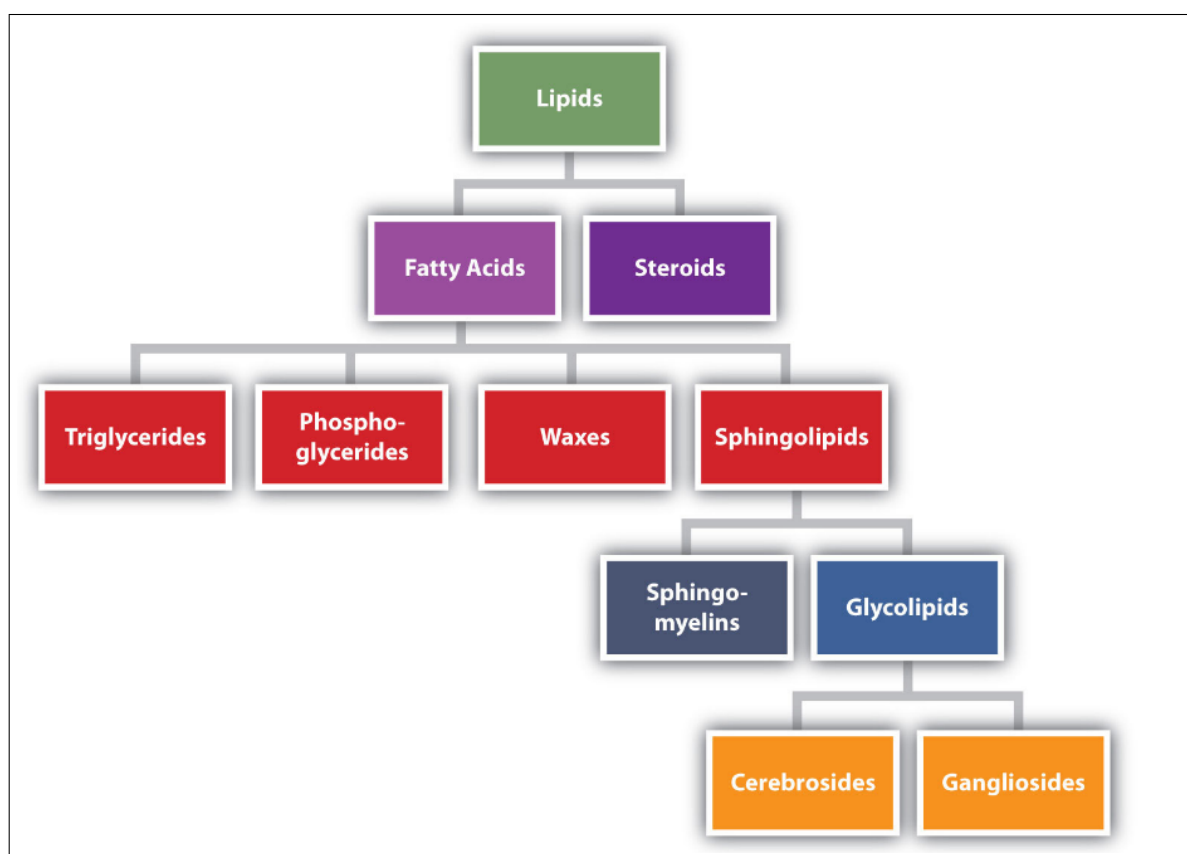 Lipids
Fatty Acids
Steroids
Triglycerides
Phospho-
glycerides
Waxes
Sphingolipids
Sphingo-
myelins
Glycolipids
Cerebrosides
Gangliosides